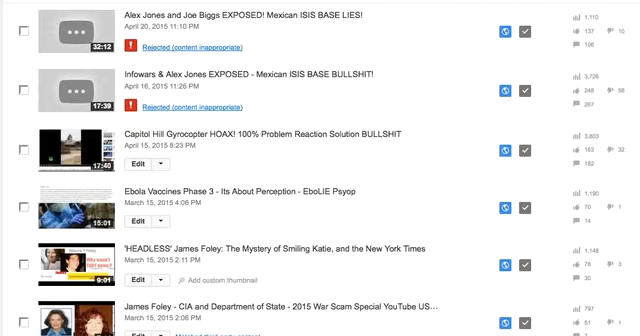 Alex Jones and Joe Biggs EXPOSED! Mexican ISIS BASE LIES!
April 20, 2015 11:10 PM
32:12
Rejected (content inappropriate)
1,110
137 10
106
Infowars & Alex Jones EXPOSED - Mexican ISIS BASE BULLSHIT!
April 16, 2015 11:26 PM
17:39
Rejected (content inappropriate)
3,726
248 58
267
Capitol Hill Gyrocopter HOAX! 100% Problem Reaction Solution BULLSHIT
April 15, 2015 8:23 PM
17:40
Edit
3,803
163 32
182
Ebola Vaccines Phase 3 - Its About Perception - EboLIE Psyop
March 15, 2015 4:06 PM
15:01
Edit
1,190
70 1
14
'HEADLESS' James Foley: The Mystery of Smiling Katie, and the New York Times
March 15, 2015 2:11 PM
9:01
Edit
Add custom thumbnail
1,148
78 3
30
James Foley - CIA and Department of State - 2015 War Scam Special YouTube US...
March 15, 2015 2:06 PM
Edit
797
61 1